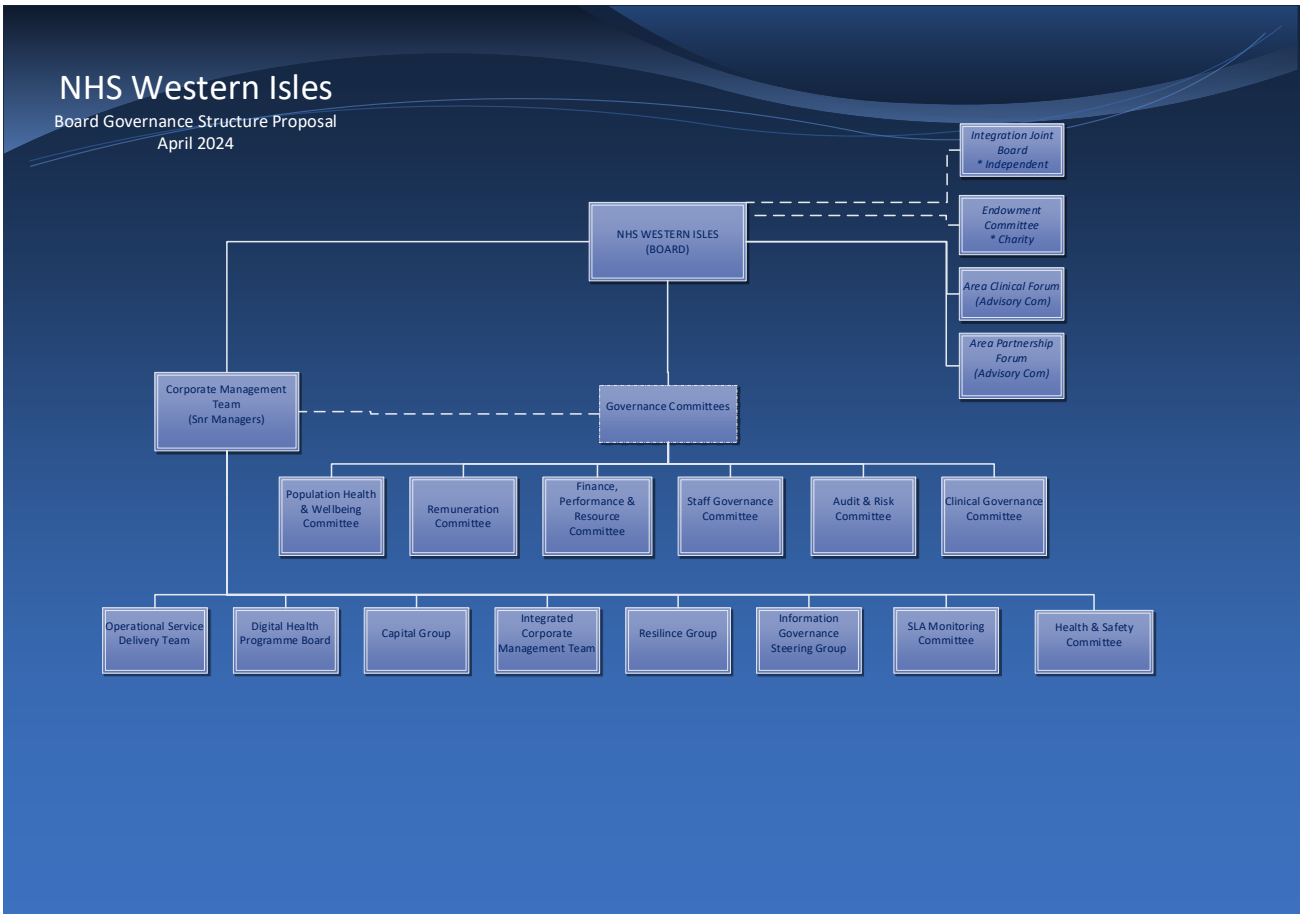 NHS Western Isles
Board Governance Structure Proposal
April 2024
Integration Joint
Board
* Independent
Endowment
Committee
* Charity
NHS WESTERN ISLES
(BOARD)
Area Clinical Forum
(Advisory Com)
Area Partnership
Forum
(Advisory Com)
Corporate Management
Team
(Snr Managers)
Governance Committees
Population Health
& Wellbeing
Committee
Remuneration
Committee
Finance,
Performance &
Resource
Committee
Staff Governance
Committee
Audit & Risk
Committee
Clinical Governance
Committee
Operational Service
Delivery Team
Digital Health
Programme Board
Capital Group
Integrated
Corporate
Management Team
Resilince Group
Information
Governance
Steering Group
SLA Monitoring
Committee
Health & Safety
Committee